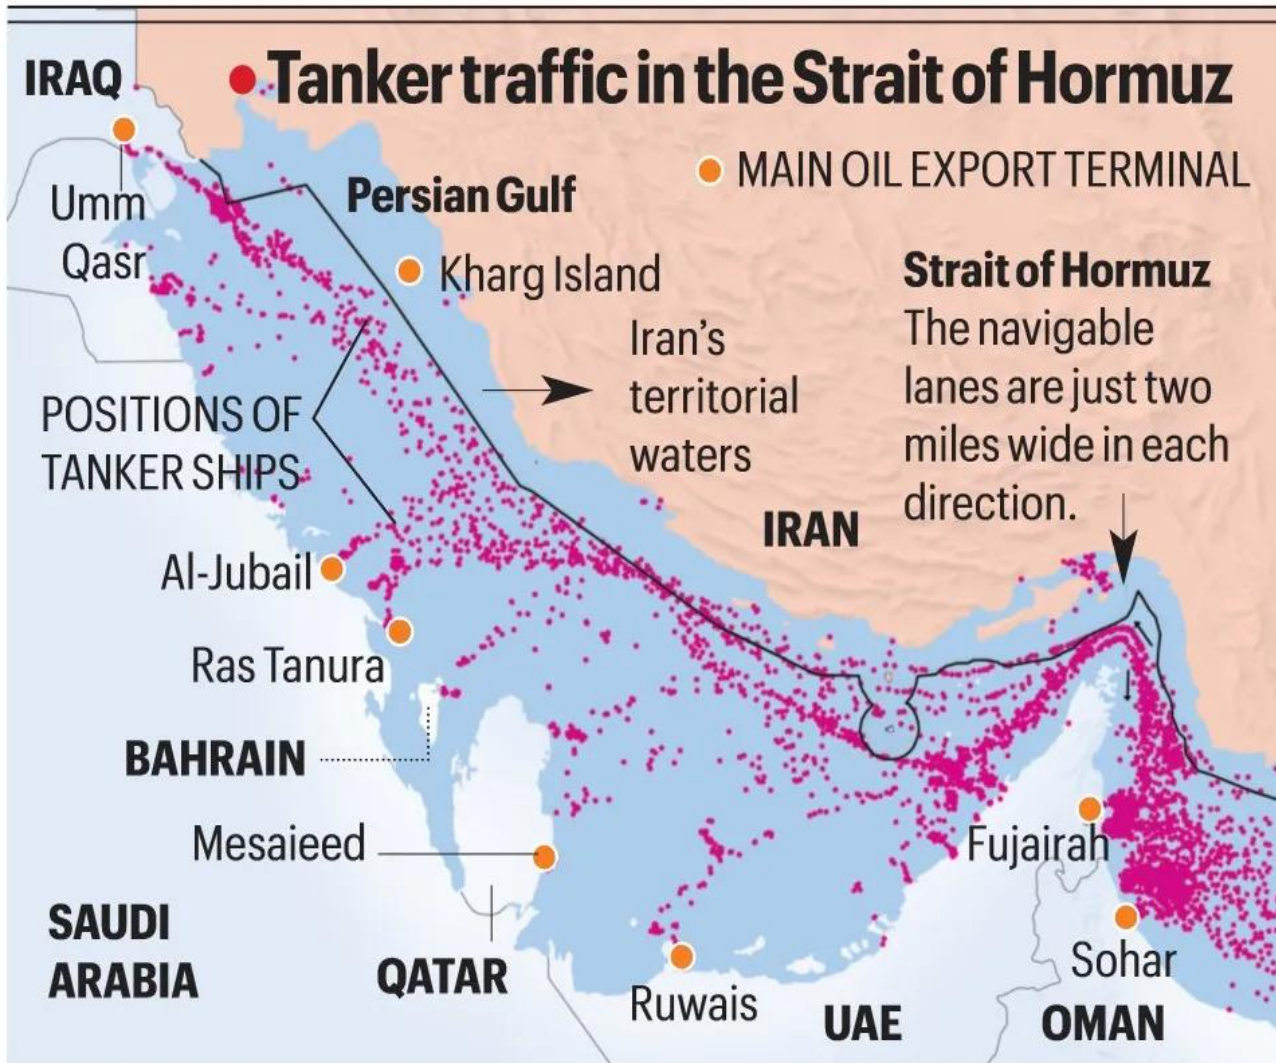 Tanker traffic in the Strait of Hormuz
IRAQ
MAIN OIL EXPORT TERMINAL
Umm
Qasr
Persian Gulf
Kharg Island
Iran's
territorial
waters
Strait of Hormuz
The navigable
lanes are just two
miles wide in each
direction.
POSITIONS OF
TANKER SHIPS
IRAN
Al-Jubail
Ras Tanura
BAHRAIN
Mesaieed
Fujairah
SAUDI
ARABIA
QATAR
Ruwais
UAE
Sohar
OMAN